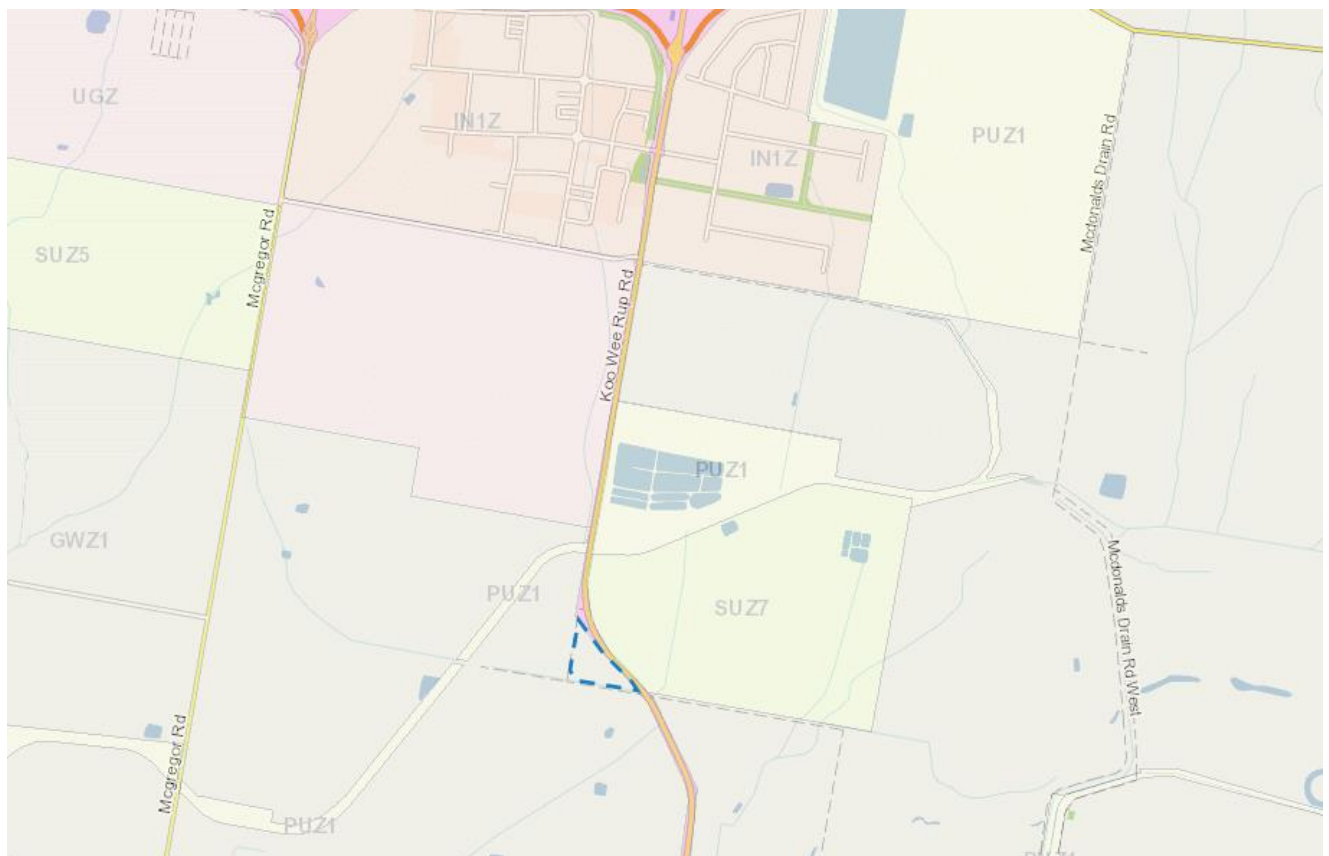 UGZ
IN1Z
IN1Z
PUZ1
Mcdonalds Drain Rd
SUZ5
Mcgregor Rd
Koo Wee Rup Rd
PUZ1
GWZ1
PUZ1
SUZ7
Mcdonalds Drain Rd West
Mcgregor Rd
PUZ1